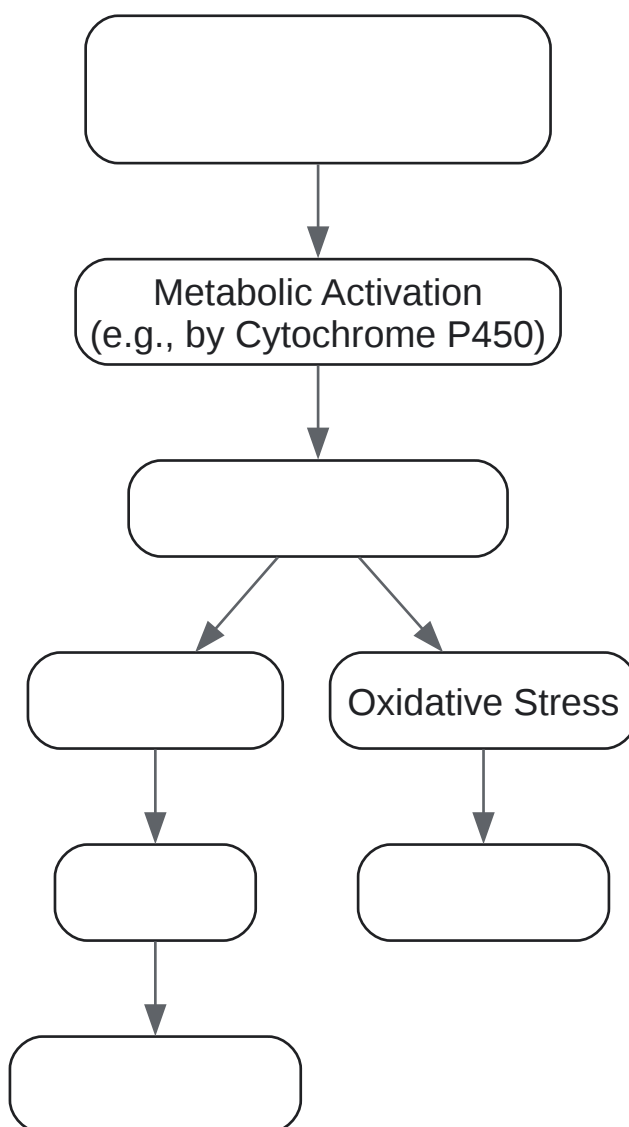 Metabolic Activation
(e.g., by Cytochrome P450)
Oxidative Stress